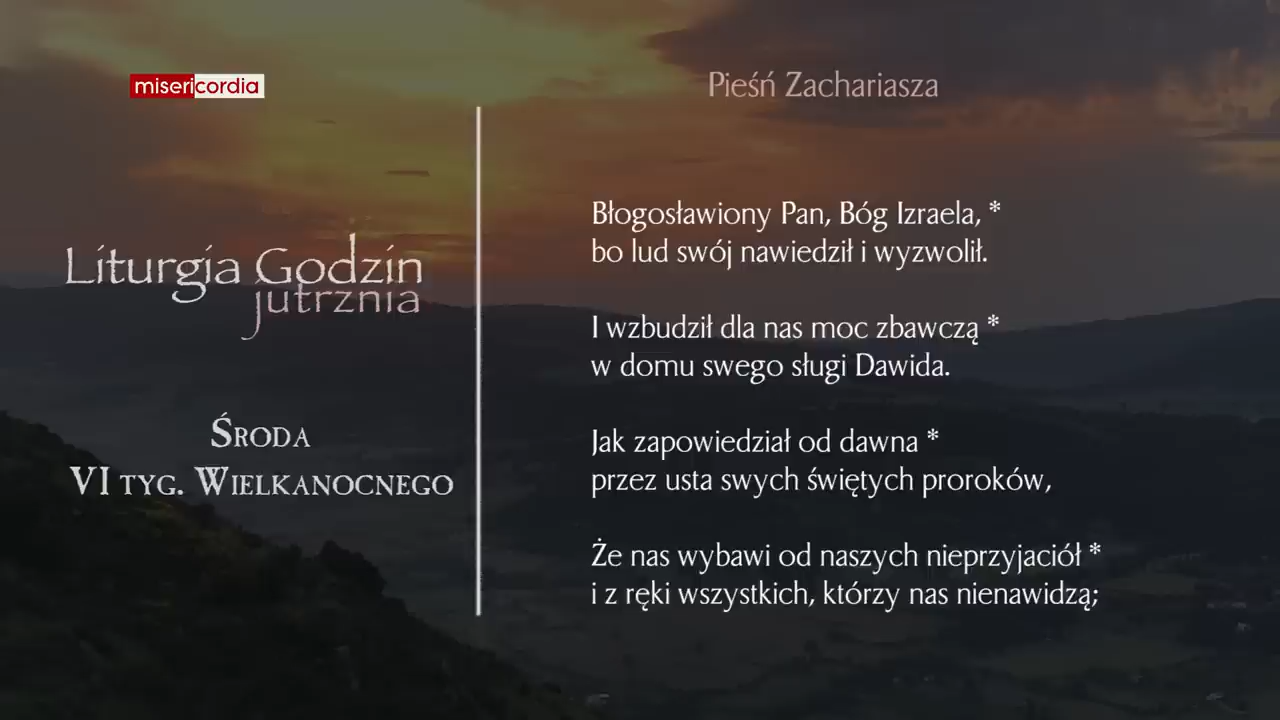 misericordia
Liturgia Godzin
jutrznia
Środa
VI tyg. Wielkanocnego
Pieśń Zachariasza
Błogosławiony Pan, Bóg Izraela, *
bo lud swój nawiedził i wyzwolił.
I wzbudził dla nas moc zbawczą *
w domu swego sługi Dawida.
Jak zapowiedział od dawna *
przez usta swych świętych proroków,
Że nas wybawi od naszych nieprzyjaciół *
i z ręki wszystkich, którzy nas nienawidzą;